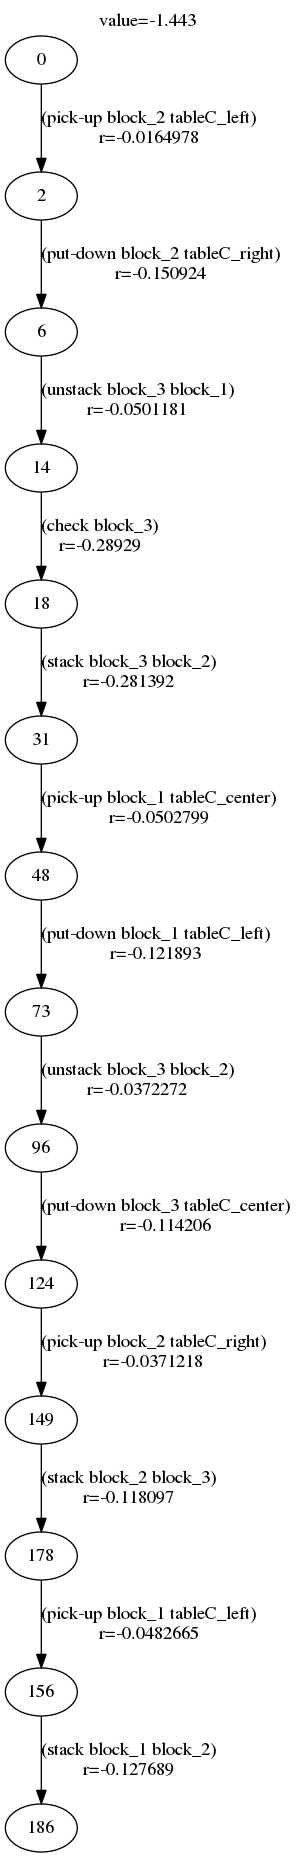 value=-1.443
0
(pick-up block_2 tableC_left)
r=-0.0164978
2
(put-down block_2 tableC_right)
r=-0.150924
6
(unstack block_3 block_1)
r=-0.0501181
14
(check block_3)
r=-0.28929
18
(stack block_3 block_2)
r=-0.281392
31
(pick-up block_1 tableC_center)
r=-0.0502799
48
(put-down block_1 tableC_left)
r=-0.121893
73
(unstack block_3 block_2)
r=-0.0372272
96
(put-down block_3 tableC_center)
r=-0.114206
124
(pick-up block_2 tableC_right)
r=-0.0371218
149
(stack block_2 block_3)
r=-0.118097
178
(pick-up block_1 tableC_left)
r=-0.0482665
156
(stack block_1 block_2)
r=-0.127689
186